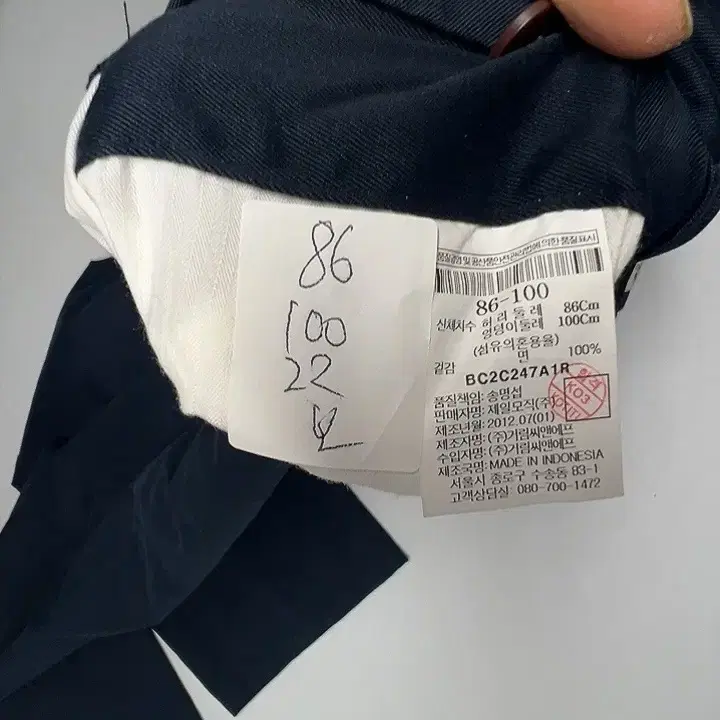 86
100
22
86-100
신체치수 허리둘레 86Cm
엉덩이둘레 100Cm
(섬유의혼용율)
겉감 면 100%
BC2C247A1R
품질책임: 송명섭
판매자명: 제일모직(주)
제조년월: 2012.07(01)
제조자명: (주)가림씨앤에프
수입자명: (주)가림씨앤에프
제조국명: MADE IN INDONESIA
서울시 종로구 수송동 83-1
고객상담실: 080-700-1472
합격
KO3